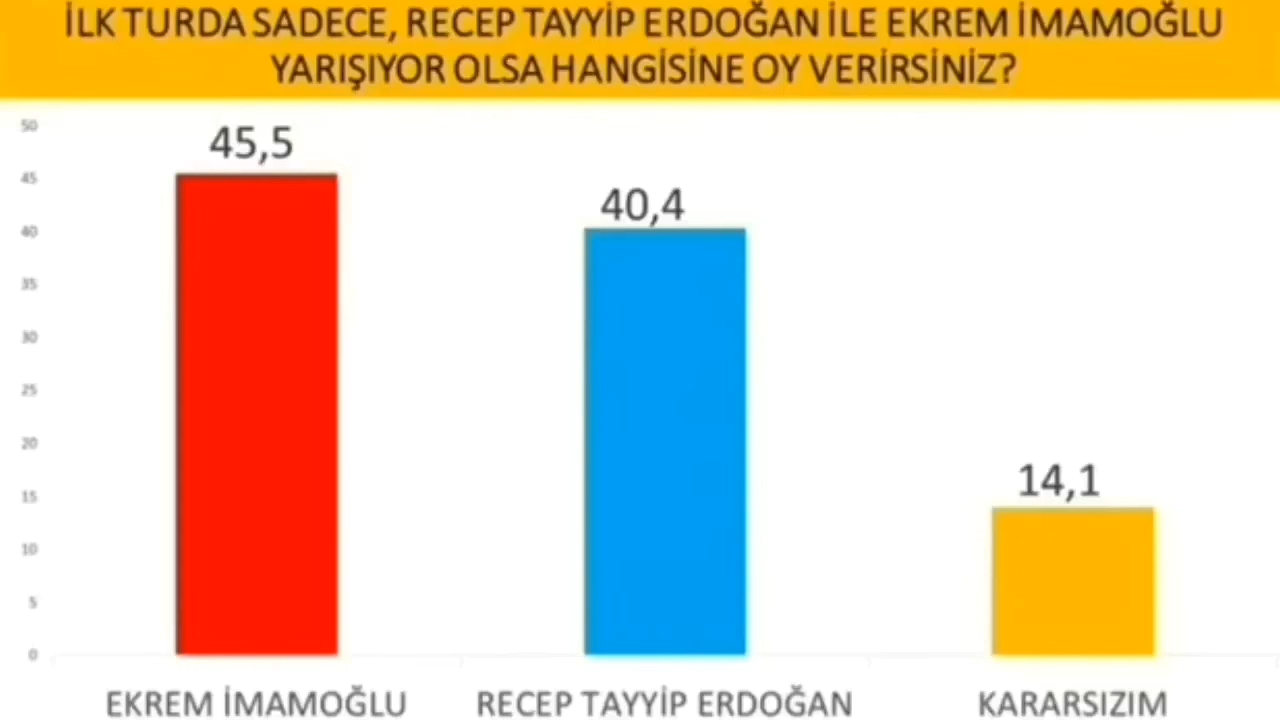 İLK TURDA SADECE, RECEP TAYYİP ERDOĞAN İLE EKREM İMAMOĞLU
YARIŞIYOR OLSA HANGİSİNE OY VERİRSİNİZ?
50
45
40
35
30
25
20
15
10
5
0
45,5
40,4
14,1
EKREM İMAMOĞLU
RECEP TAYYİP ERDOĞAN
KARARSIZIM